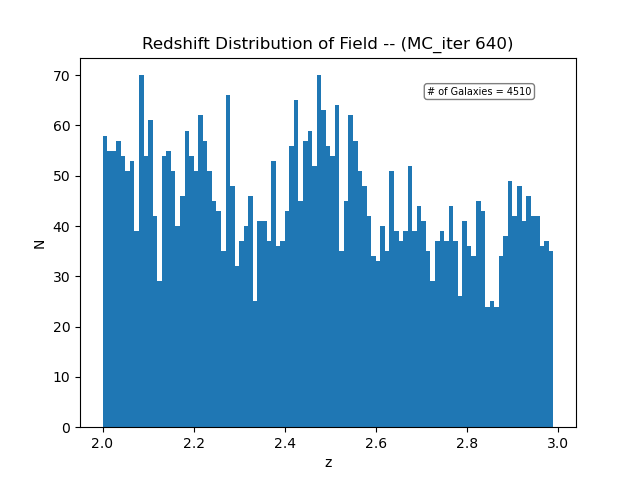 Redshift Distribution of Field -- (MC_iter 640)
# of Galaxies = 4510
70
60
50
40
30
20
10
0
N
2.0 2.2 2.4 2.6 2.8 3.0
z